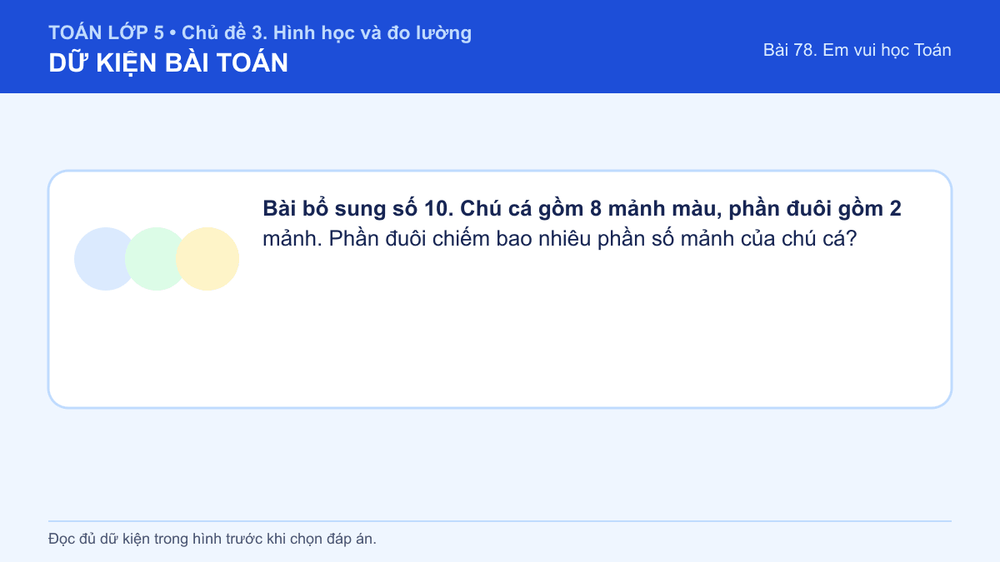 TOÁN LỚP 5 • Chủ đề 3. Hình học và đo lường
DỮ KIỆN BÀI TOÁN
Bài 78. Em vui học Toán
Bài bổ sung số 10. Chú cá gồm 8 mảnh màu, phần đuôi gồm 2
mảnh. Phần đuôi chiếm bao nhiêu phần số mảnh của chú cá?
Đọc đủ dữ kiện trong hình trước khi chọn đáp án.